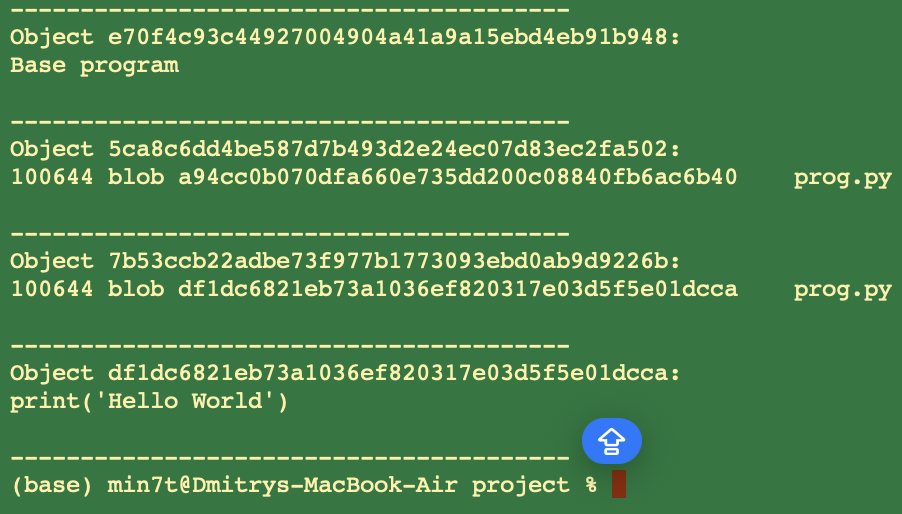 ----------------------------------------
Object e70f4c93c44927004904a41a9a15ebd4eb91b948:
Base program
----------------------------------------
Object 5ca8c6dd4be587d7b493d2e24ec07d83ec2fa502:
100644 blob a94cc0b070dfa660e735dd200c08840fb6ac6b40    prog.py
----------------------------------------
Object 7b53ccb22adbe73f977b1773093ebd0ab9d9226b:
100644 blob df1dc6821eb73a1036ef820317e03d5f5e01dcca    prog.py
----------------------------------------
Object df1dc6821eb73a1036ef820317e03d5f5e01dcca:
print('Hello World')
----------------------------------------
(base) min7t@Dmitrys-MacBook-Air project %